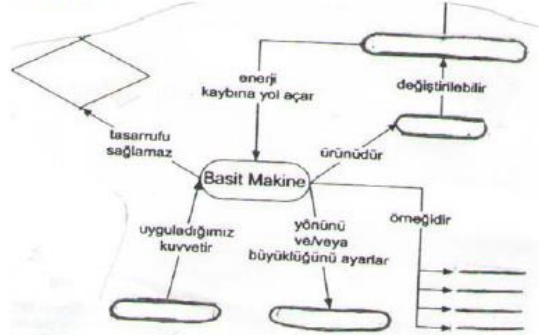 enerji
kaybına yol açar
değiştirilebilir
tasarrufu
sağlamaz
ürünüdür
Basit Makine
uyguladığımız
kuvvetir
yönünü
ve/veya
büyüklüğünü ayarlar
örneğidir